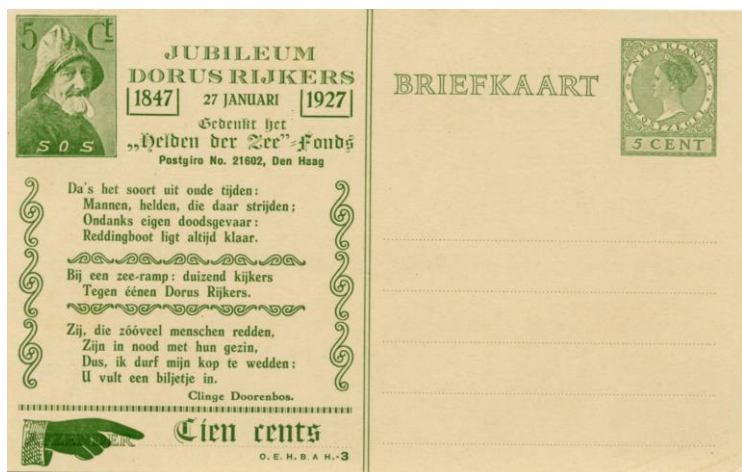 5 Ct
SOS
JUBILEUM
DORUS RIJKERS
1847 27 JANUARI 1927
Gedenkt het
„Helden der Zee”-Fonds
Postgiro No. 21602, Den Haag
Da's het soort uit oude tijden:
Mannen, helden, die daar strijden;
Ondanks eigen doodsgevaar:
Reddingboot ligt altijd klaar.
Bij een zee-ramp: duizend kijkers
Tegen éénen Dorus Rijkers.
Zij, die zóóveel menschen redden,
Zijn in nood met hun gezin,
Dus, ik durf mijn kop te wedden:
U vult een biljetje in.
Clinge Doorenbos.
AFZENDER
Tien cents
O. E. H. B. A H.-3
BRIEFKAART
NEDERLAND
POSTZEGEL
5 CENT